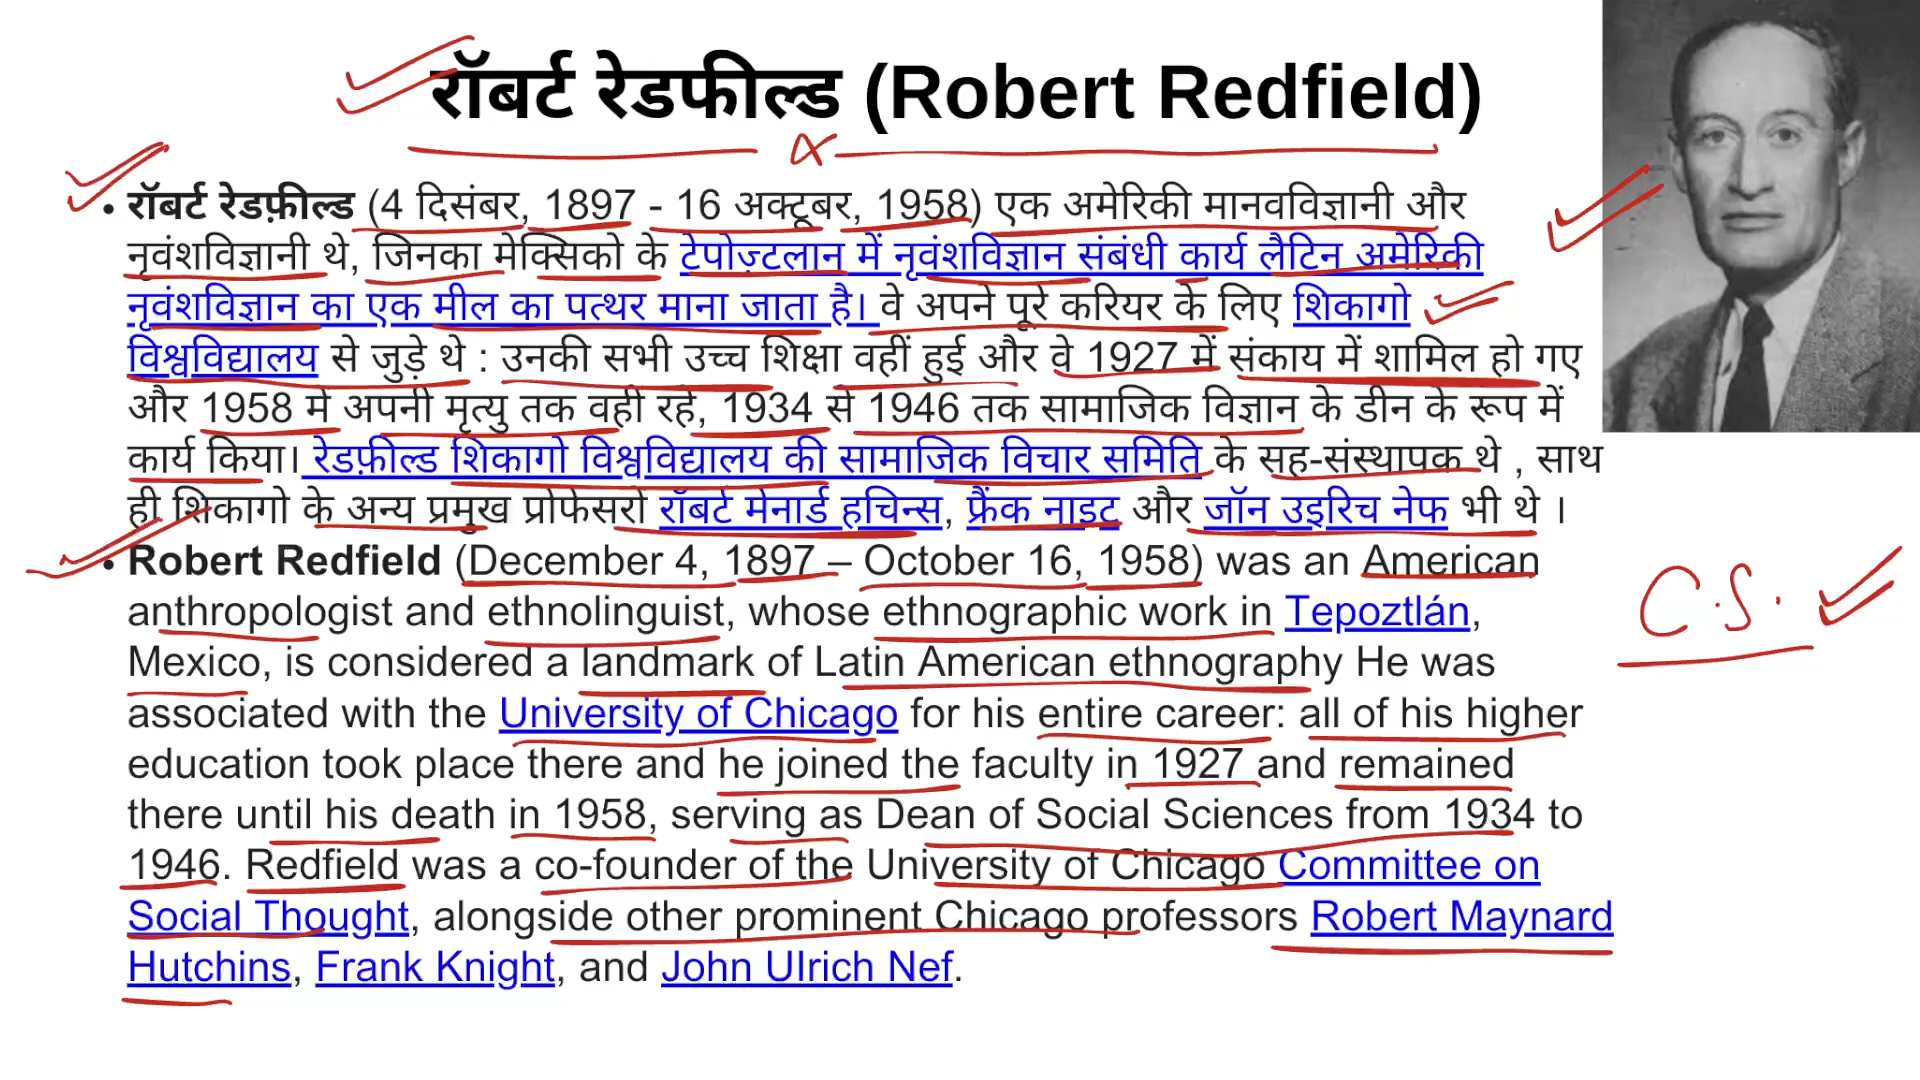 रॉबर्ट रेडफील्ड (Robert Redfield)
• रॉबर्ट रेडफ़ील्ड (4 दिसंबर, 1897 - 16 अक्टूबर, 1958) एक अमेरिकी मानवविज्ञानी और
नृवंशविज्ञानी थे, जिनका मेक्सिको के टेपोज़्टलान में नृवंशविज्ञान संबंधी कार्य लैटिन अमेरिकी
नृवंशविज्ञान का एक मील का पत्थर माना जाता है। वे अपने पूरे करियर के लिए शिकागो
विश्वविद्यालय से जुड़े थे : उनकी सभी उच्च शिक्षा वहीं हुई और वे 1927 में संकाय में शामिल हो गए
और 1958 में अपनी मृत्यु तक वहीं रहे, 1934 से 1946 तक सामाजिक विज्ञान के डीन के रूप में
कार्य किया। रेडफ़ील्ड शिकागो विश्वविद्यालय की सामाजिक विचार समिति के सह-संस्थापक थे , साथ
ही शिकागो के अन्य प्रमुख प्रोफेसरों रॉबर्ट मेनार्ड हचिन्स, फ्रैंक नाइट और जॉन उइरिच नेफ भी थे ।
• Robert Redfield (December 4, 1897 – October 16, 1958) was an American
anthropologist and ethnolinguist, whose ethnographic work in Tepoztlán,
Mexico, is considered a landmark of Latin American ethnography He was
associated with the University of Chicago for his entire career: all of his higher
education took place there and he joined the faculty in 1927 and remained
there until his death in 1958, serving as Dean of Social Sciences from 1934 to
1946. Redfield was a co-founder of the University of Chicago Committee on
Social Thought, alongside other prominent Chicago professors Robert Maynard
Hutchins, Frank Knight, and John Ulrich Nef.
C.S.